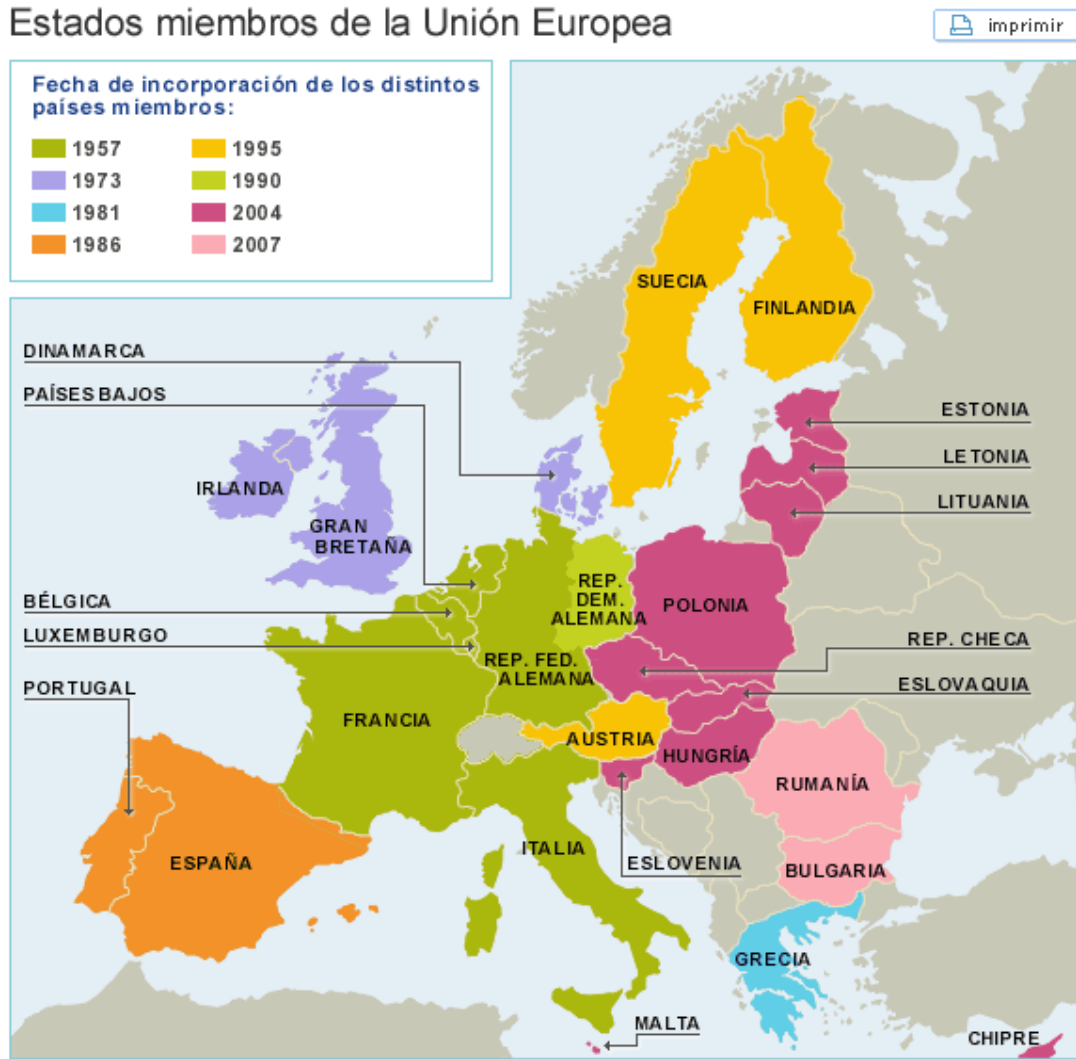 Estados miembros de la Unión Europea
imprimir
Fecha de incorporación de los distintos
países miembros:
1957
1995
1973
1990
1981
2004
1986
2007
SUECIA
FINLANDIA
DINAMARCA
PAÍSES BAJOS
ESTONIA
LETONIA
IRLANDA
LITUANIA
GRAN
BRETAÑA
REP.
DEM.
ALEMANA
BÉLGICA
POLONIA
LUXEMBURGO
REP. CHECA
REP. FED.
ALEMANA
PORTUGAL
ESLOVAQUIA
FRANCIA
AUSTRIA
HUNGRÍA
RUMANÍA
ITALIA
ESPAÑA
ESLOVENIA
BULGARIA
GRECIA
MALTA
CHIPRE